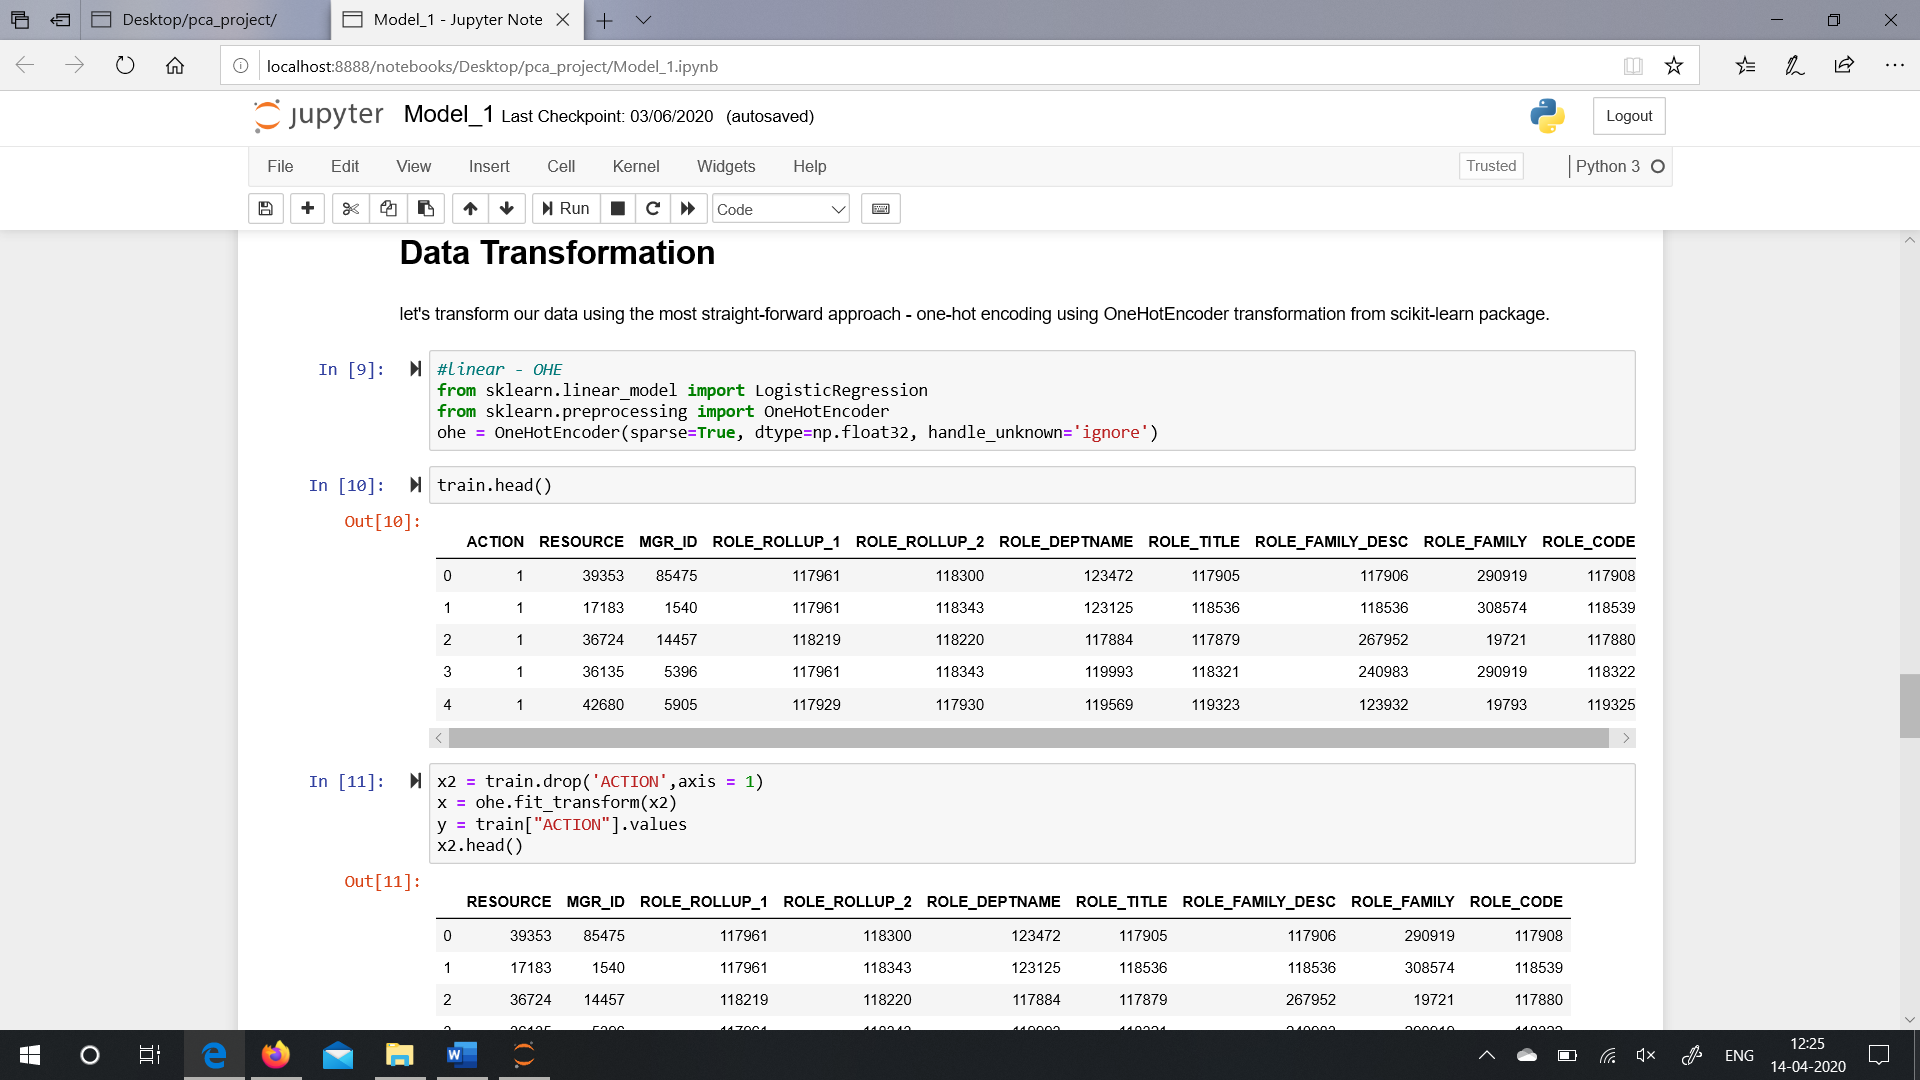 Desktop/pca_project/
Model_1 - Jupyter Note
localhost:8888/notebooks/Desktop/pca_project/Model_1.ipynb
jupyter Model_1 Last Checkpoint: 03/06/2020 (autosaved)
Logout
File Edit View Insert Cell Kernel Widgets Help
Trusted
Python 3
Run
Code
Data Transformation
let's transform our data using the most straight-forward approach - one-hot encoding using OneHotEncoder transformation from scikit-learn package.
In [9]:
#linear - OHE
from sklearn.linear_model import LogisticRegression
from sklearn.preprocessing import OneHotEncoder
ohe = OneHotEncoder(sparse=True, dtype=np.float32, handle_unknown='ignore')
In [10]:
train.head()
Out[10]:
ACTION RESOURCE MGR_ID ROLE_ROLLUP_1 ROLE_ROLLUP_2 ROLE_DEPTNAME ROLE_TITLE ROLE_FAMILY_DESC ROLE_FAMILY ROLE_CODE
0 1 39353 85475 117961 118300 123472 117905 117906 290919 117908
1 1 17183 1540 117961 118343 123125 118536 118536 308574 118539
2 1 36724 14457 118219 118220 117884 117879 267952 19721 117880
3 1 36135 5396 117961 118343 119993 118321 240983 290919 118322
4 1 42680 5905 117929 117930 119569 119323 123932 19793 119325
In [11]:
x2 = train.drop('ACTION',axis = 1)
x = ohe.fit_transform(x2)
y = train["ACTION"].values
x2.head()
Out[11]:
RESOURCE MGR_ID ROLE_ROLLUP_1 ROLE_ROLLUP_2 ROLE_DEPTNAME ROLE_TITLE ROLE_FAMILY_DESC ROLE_FAMILY ROLE_CODE
0 39353 85475 117961 118300 123472 117905 117906 290919 117908
1 17183 1540 117961 118343 123125 118536 118536 308574 118539
2 36724 14457 118219 118220 117884 117879 267952 19721 117880
ENG
12:25
14-04-2020